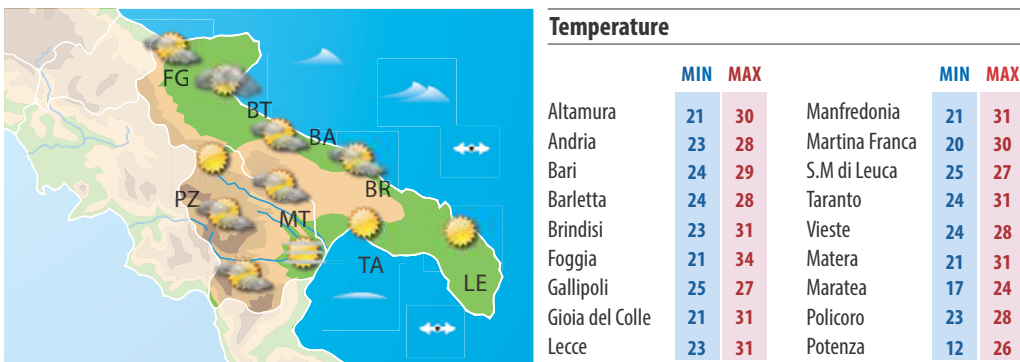 FG
BT
BA
BR
PZ
MT
TA
LE
Temperature
MIN MAX
Altamura 21 30
Andria 23 28
Bari 24 29
Barletta 24 28
Brindisi 23 31
Foggia 21 34
Gallipoli 25 27
Gioia del Colle 21 31
Lecce 23 31
MIN MAX
Manfredonia 21 31
Martina Franca 20 30
S.M di Leuca 25 27
Taranto 24 31
Vieste 24 28
Matera 21 31
Maratea 17 24
Policoro 23 28
Potenza 12 26